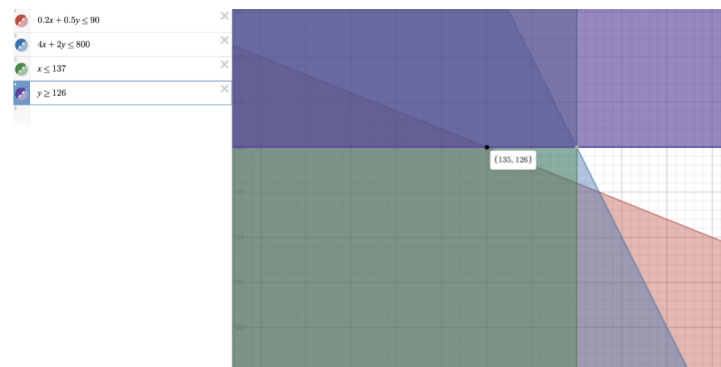 0.2x + 0.5y ≤ 90
4x + 2y ≤ 800
x ≤ 137
y ≥ 126
(135, 126)